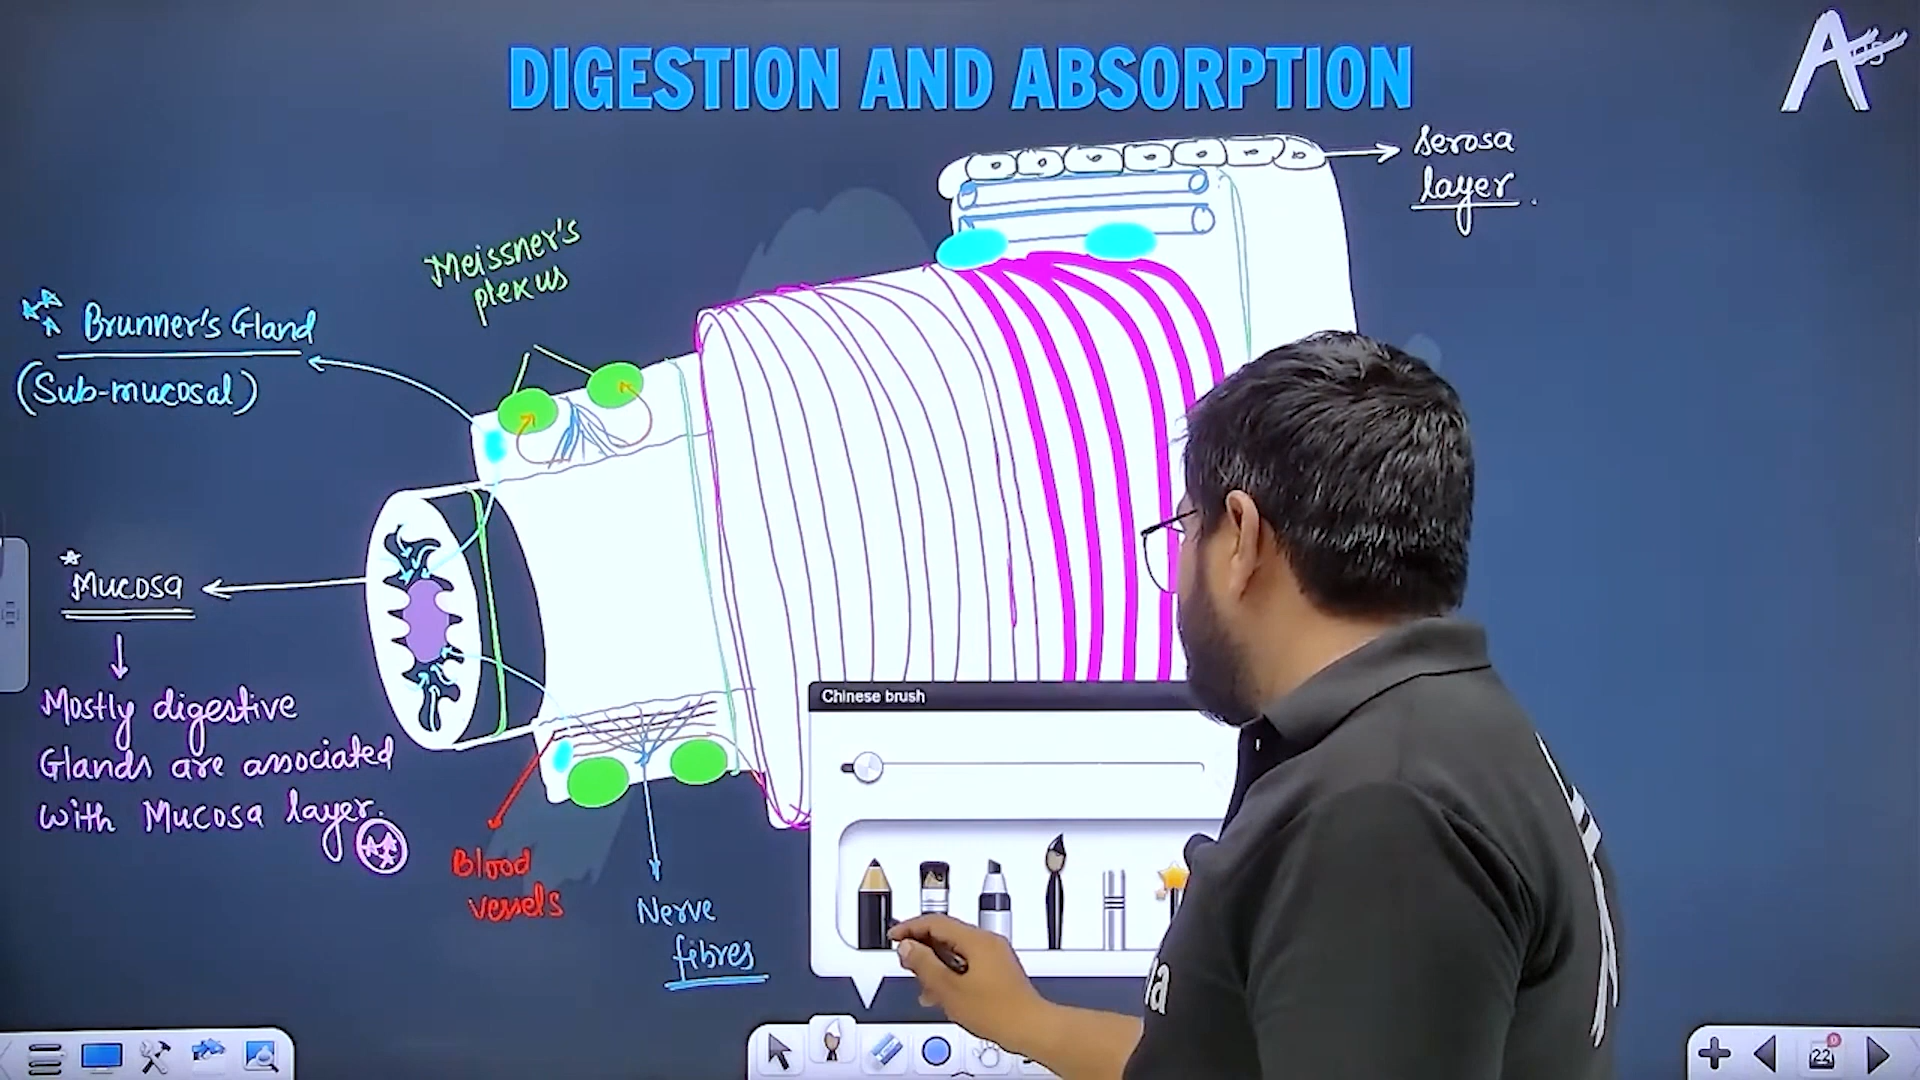 DIGESTION AND ABSORPTION
Serosa
layer.
Meissner's
plexus
Brunner's Gland
(Sub-mucosal)
Mucosa
Mostly digestive
Glands are associated
with Mucosa layer.
Blood
vessels
Nerve
fibres
Chinese brush
22